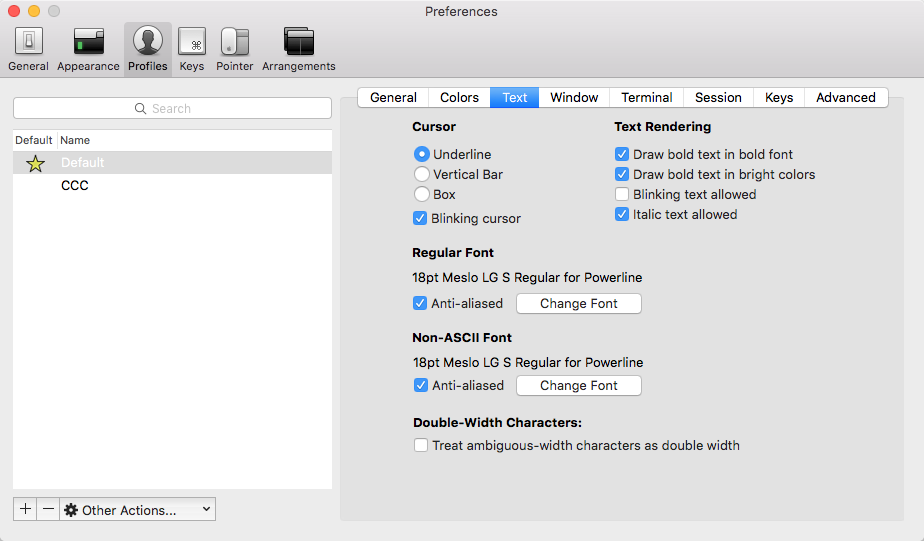 Preferences
General Appearance Profiles Keys Pointer Arrangements
Search
Default Name
Default
CCC
Other Actions...
General Colors Text Window Terminal Session Keys Advanced
Cursor
Underline
Vertical Bar
Box
Blinking cursor
Text Rendering
Draw bold text in bold font
Draw bold text in bright colors
Blinking text allowed
Italic text allowed
Regular Font
18pt Meslo LG S Regular for Powerline
Anti-aliased Change Font
Non-ASCII Font
18pt Meslo LG S Regular for Powerline
Anti-aliased Change Font
Double-Width Characters:
Treat ambiguous-width characters as double width